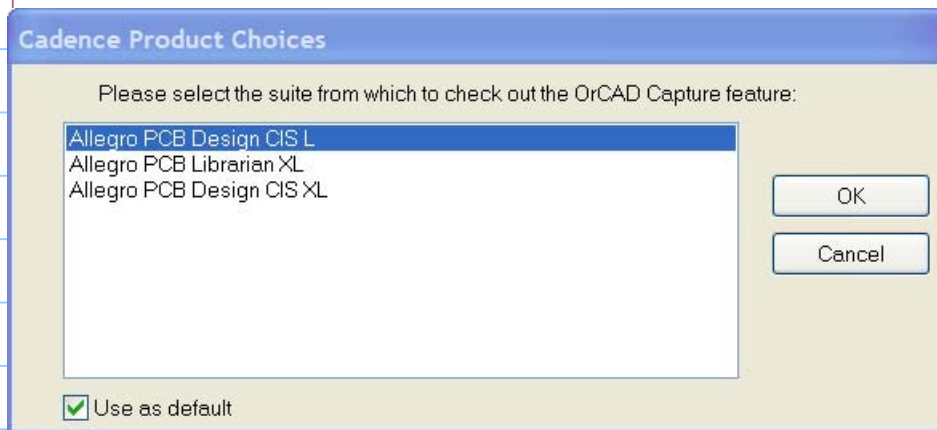 Cadence Product Choices
Please select the suite from which to check out the OrCAD Capture feature:
Allegro PCB Design CIS L
Allegro PCB Librarian XL
Allegro PCB Design CIS XL
OK
Cancel
Use as default